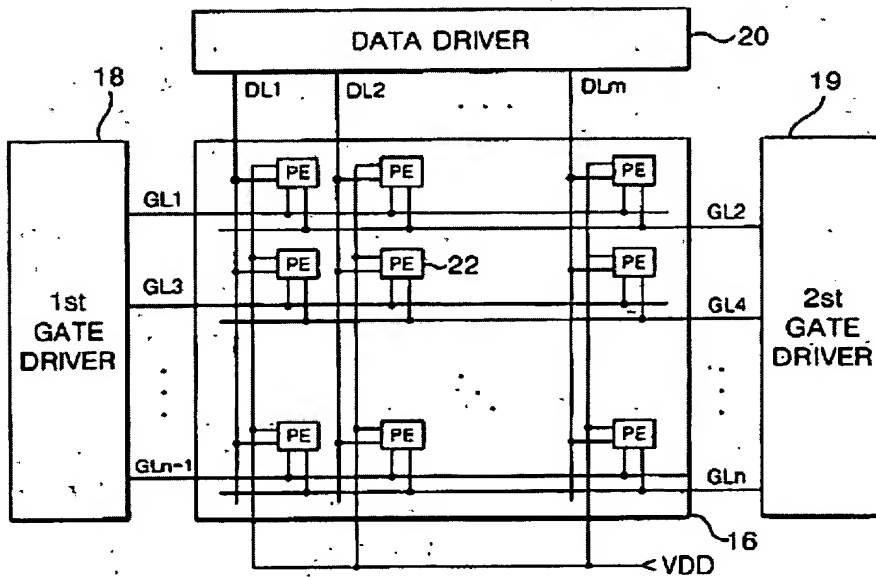 DATA DRIVER
20
18
DL1
DL2
DLm
19
PE PE PE
GL1
GL2
PE PE 22 PE
GL3
GL4
1st
GATE
DRIVER
2st
GATE
DRIVER
PE PE PE
GLn-1
GLn
16
VDD